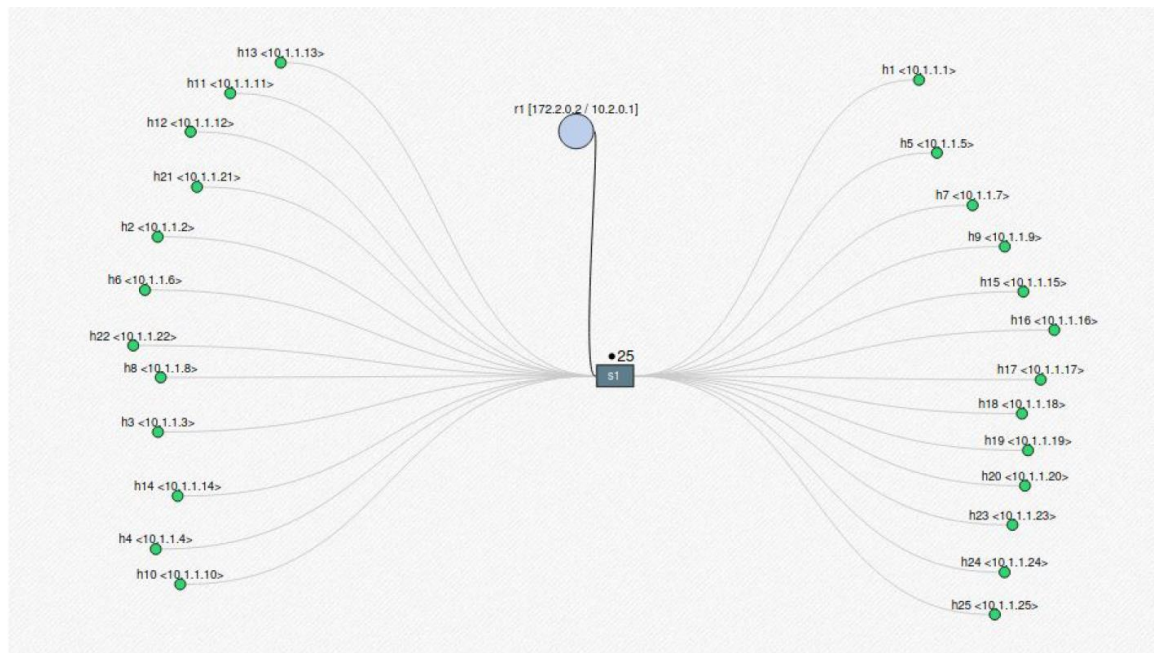 h13 <10.1.1.13>
h11 <10.1.1.11>
h12 <10.1.1.12>
h21 <10.1.1.21>
h2 <10.1.1.2>
h6 <10.1.1.6>
h22 <10.1.1.22>
h8 <10.1.1.8>
h3 <10.1.1.3>
h14 <10.1.1.14>
h4 <10.1.1.4>
h10 <10.1.1.10>
r1 [172.2.0.2 / 10.2.0.1]
25
s1
h1 <10.1.1.1>
h5 <10.1.1.5>
h7 <10.1.1.7>
h9 <10.1.1.9>
h15 <10.1.1.15>
h16 <10.1.1.16>
h17 <10.1.1.17>
h18 <10.1.1.18>
h19 <10.1.1.19>
h20 <10.1.1.20>
h23 <10.1.1.23>
h24 <10.1.1.24>
h25 <10.1.1.25>